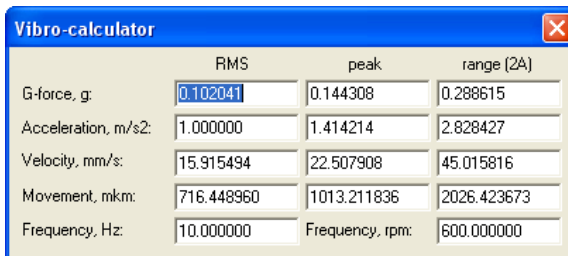 Vibro-calculator
RMS peak range (2A)
G-force, g: 0.102041 0.144308 0.288615
Acceleration, m/s2: 1.000000 1.414214 2.828427
Velocity, mm/s: 15.915494 22.507908 45.015816
Movement, mkm: 716.448960 1013.211836 2026.423673
Frequency, Hz: 10.000000 Frequency, rpm: 600.000000